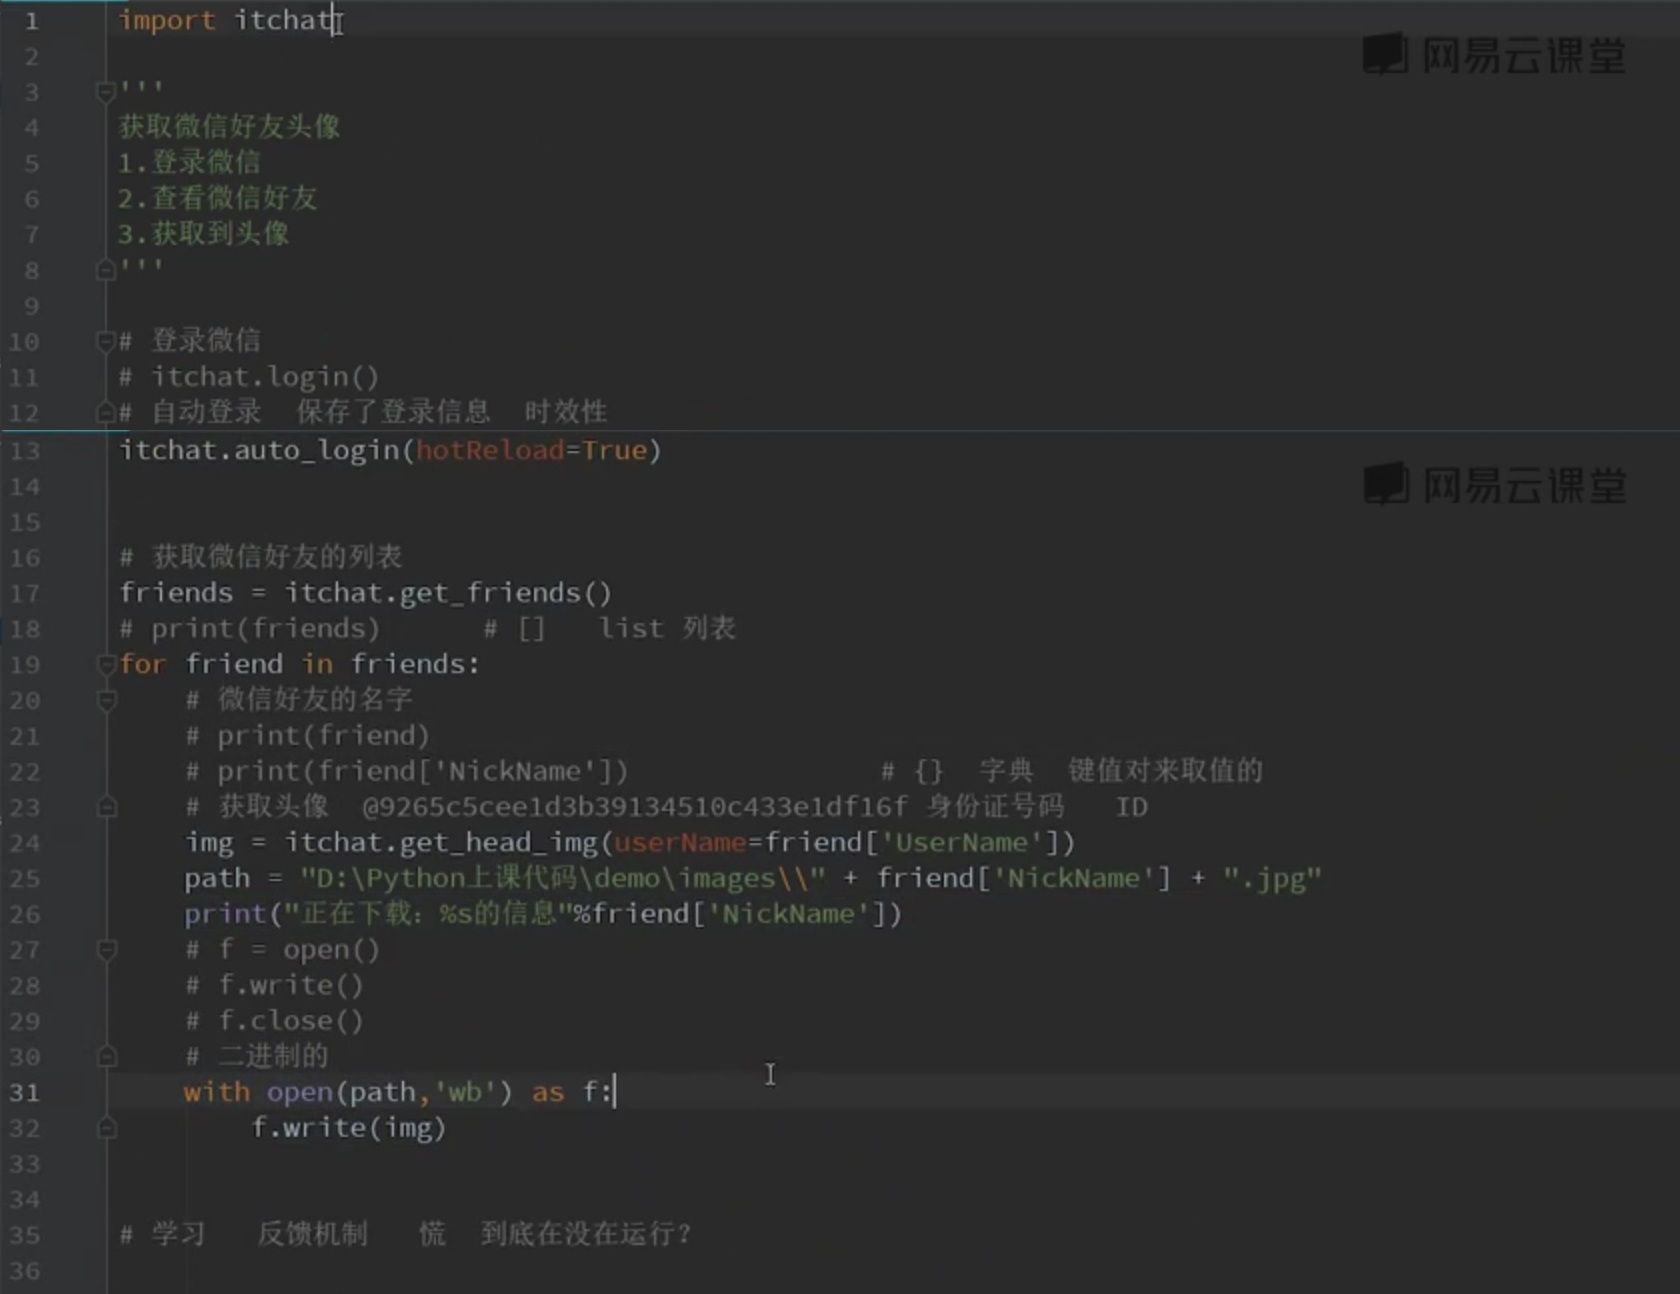 1 import itchat
网易云课堂
2
3 '''
4 获取微信好友头像
5 1.登录微信
6 2.查看微信好友
7 3.获取到头像
8 '''
9
10 # 登录微信
11 # itchat.login()
12 # 自动登录  保存了登录信息  时效性
13 itchat.auto_login(hotReload=True)
网易云课堂
14
15
16 # 获取微信好友的列表
17 friends = itchat.get_friends()
18 # print(friends)      # []   list 列表
19 for friend in friends:
20     # 微信好友的名字
21     # print(friend)
22     # print(friend['NickName'])               # {}  字典  键值对来取值的
23     # 获取头像  @9265c5cee1d3b39134510c433e1df16f 身份证号码   ID
24     img = itchat.get_head_img(userName=friend['UserName'])
25     path = "D:\Python上课代码\demo\images\\" + friend['NickName'] + ".jpg"
26     print("正在下载：%s的信息"%friend['NickName'])
27     # f = open()
28     # f.write()
29     # f.close()
30     # 二进制的
31     with open(path,'wb') as f:
32         f.write(img)
33
34
35 # 学习   反馈机制   慌  到底在没在运行？
36